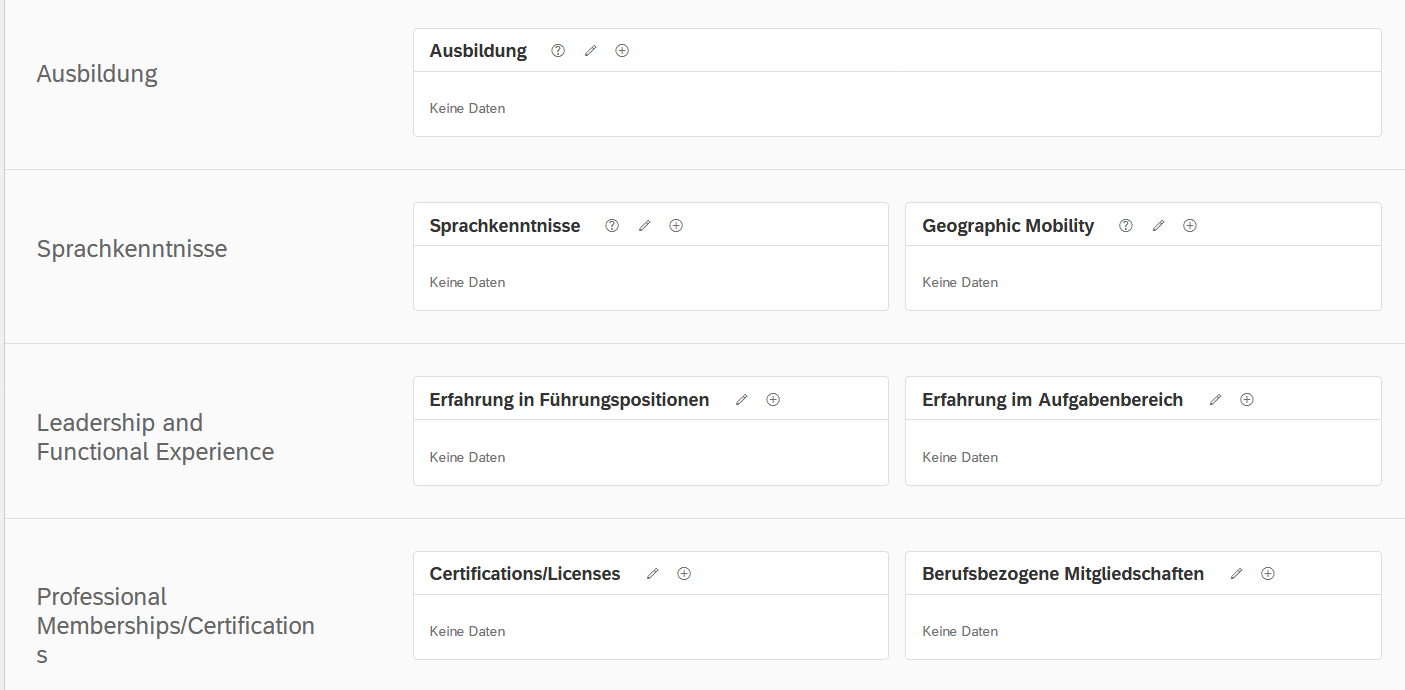 Ausbildung
Ausbildung
Keine Daten
Sprachkenntnisse
Sprachkenntnisse
Keine Daten
Geographic Mobility
Keine Daten
Leadership and
Functional Experience
Erfahrung in Führungspositionen
Keine Daten
Erfahrung im Aufgabenbereich
Keine Daten
Professional
Memberships/Certification
s
Certifications/Licenses
Keine Daten
Berufsbezogene Mitgliedschaften
Keine Daten